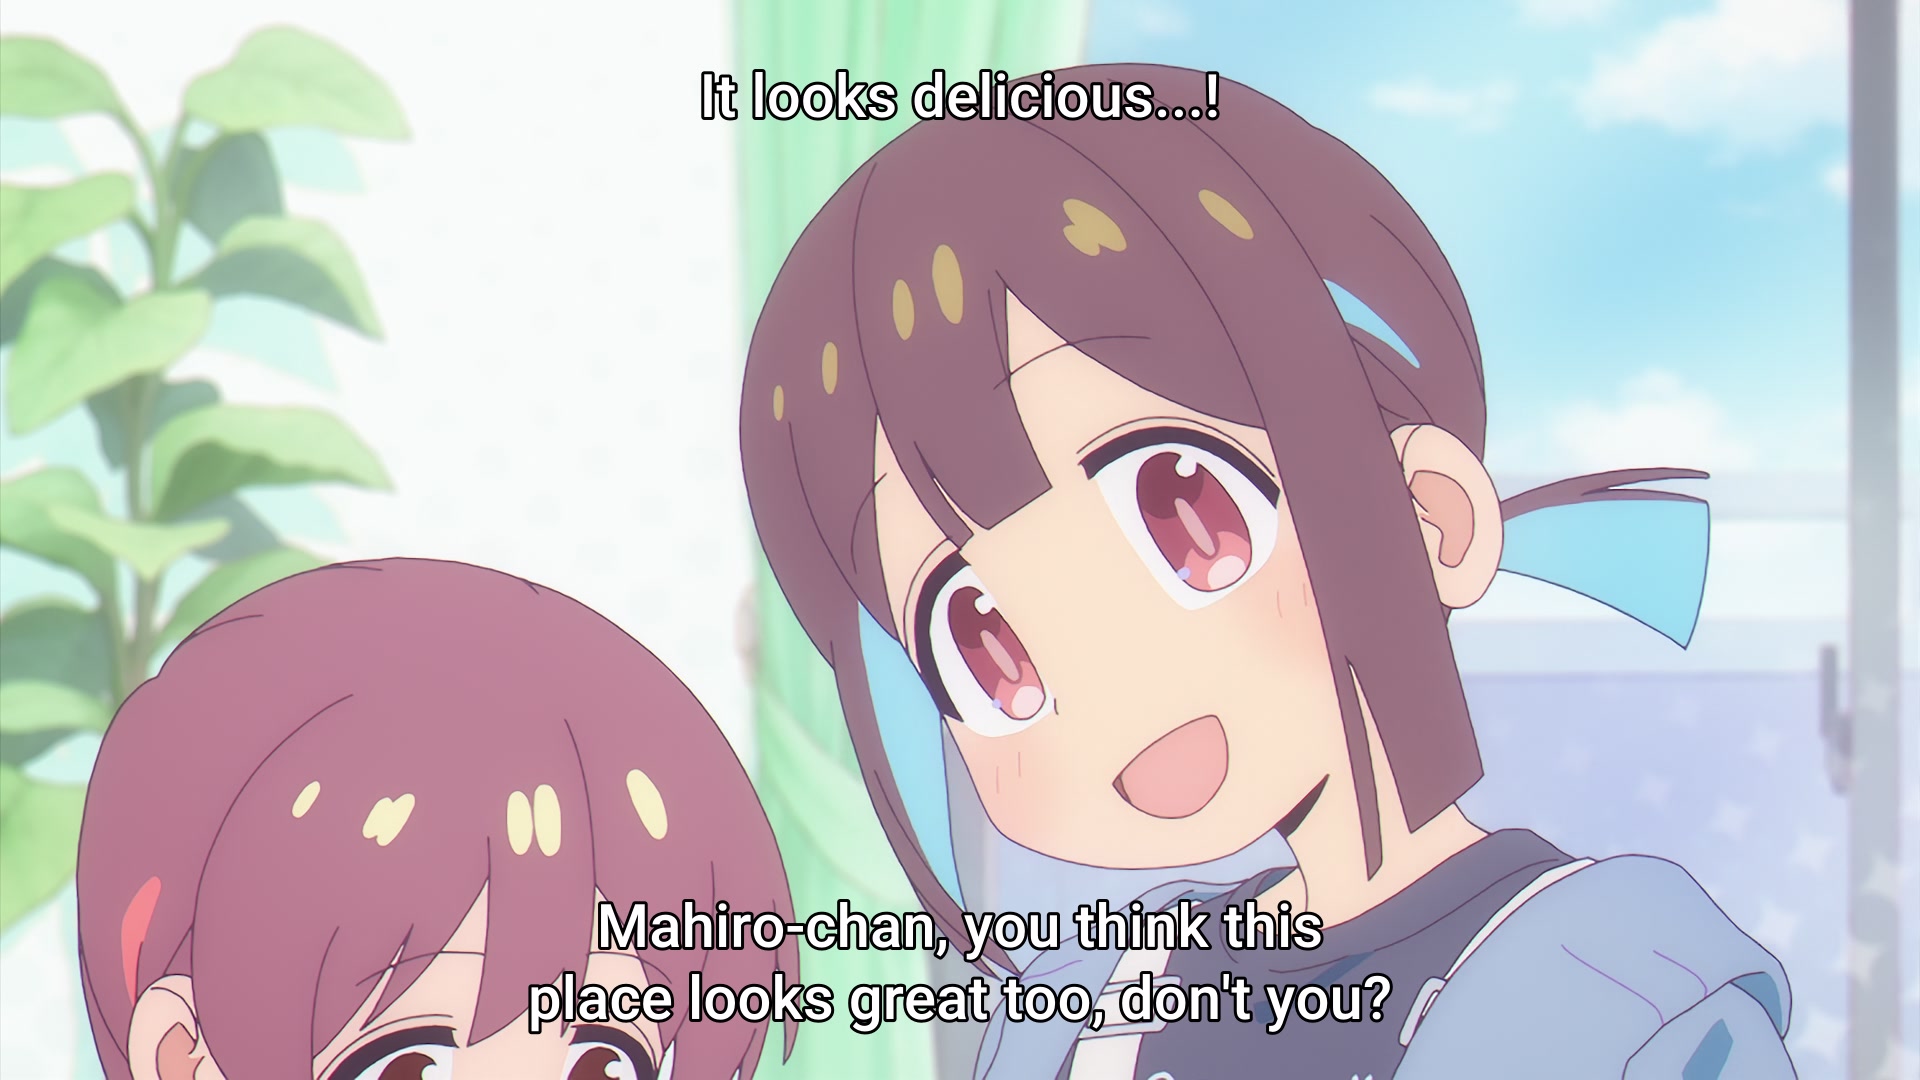 It looks delicious...!
Mahiro-chan, you think this
place looks great too, don't you?